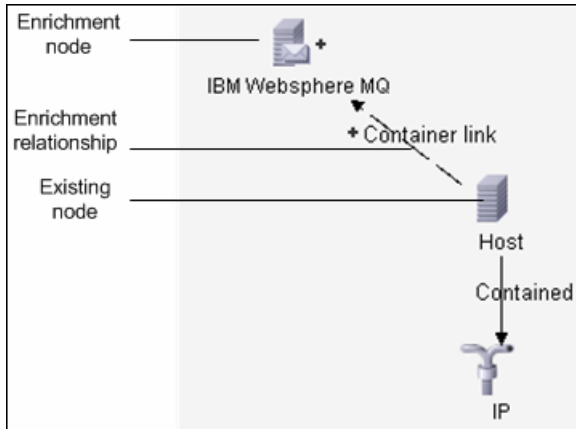 Enrichment
node
+
IBM Websphere MQ
Enrichment
relationship
+ Container link
Existing
node
Host
Contained
IP